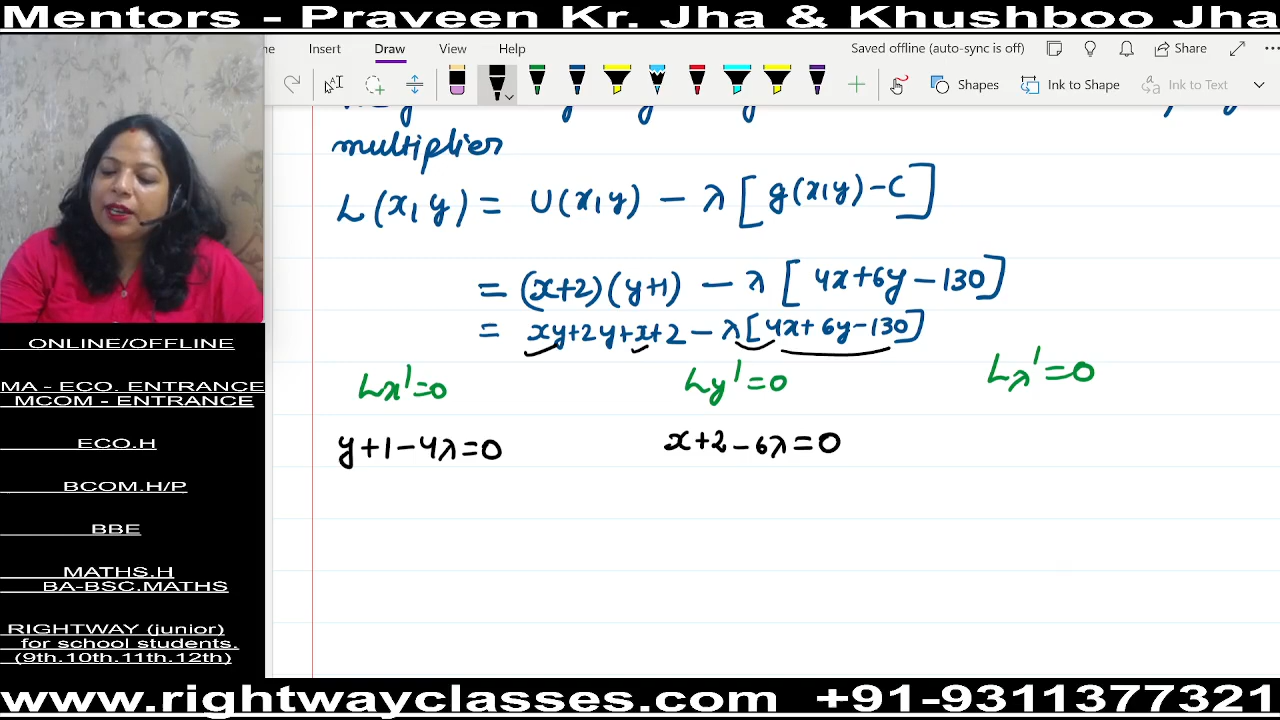 Mentors - Praveen Kr. Jha & Khushboo Jha
Insert Draw View Help Saved offline (auto-sync is off) Share
Shapes Ink to Shape Ink to Text
multiplier
L(x,y) = U(x,y) - λ[g(x,y)-C]
= (x+2)(y+1) - λ[4x+6y-130]
= xy+2y+x+2-λ[4x+6y-130]
Lx'=0 Ly'=0 Lλ'=0
y+1-4λ=0 x+2-6λ=0
ONLINE/OFFLINE
MA - ECO. ENTRANCE
MCOM - ENTRANCE
ECO.H
BCOM.H/P
BBE
MATHS.H
BA-BSC.MATHS
RIGHTWAY (junior)
for school students.
(9th.10th.11th.12th)
www.rightwayclasses.com +91-9311377321